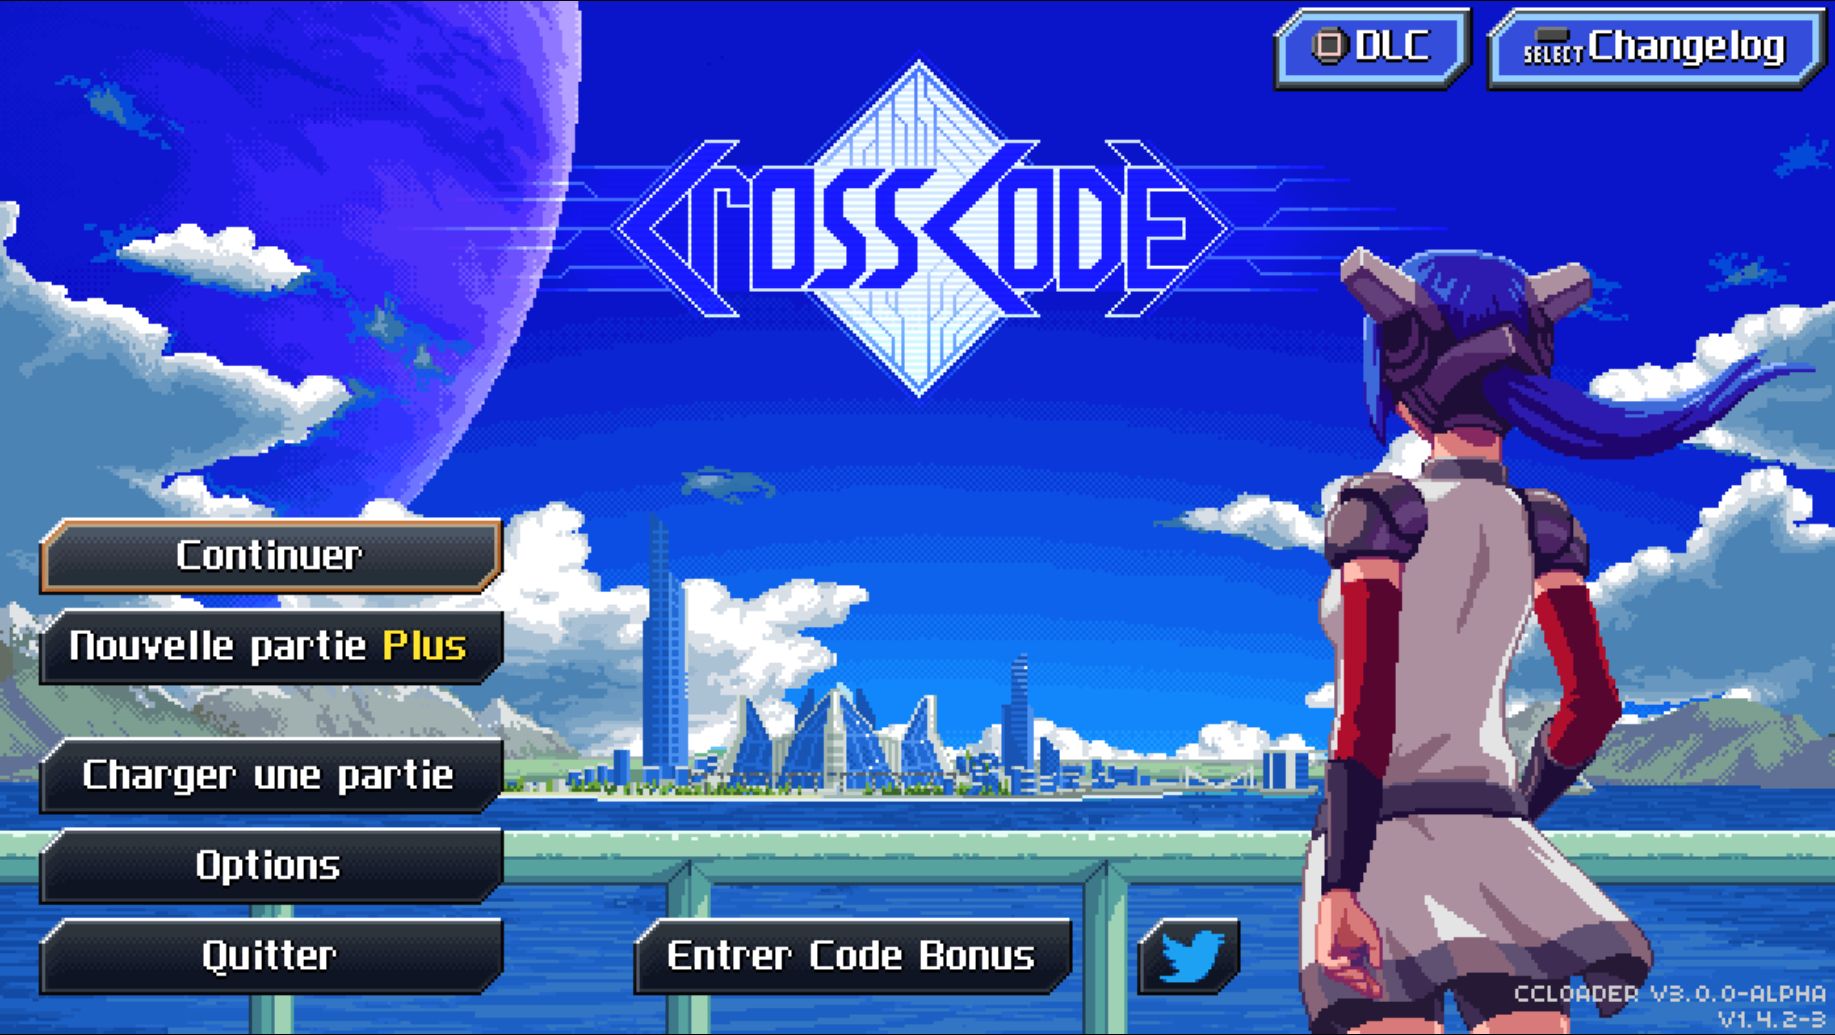 DLC
SELECT Changelog
CROSSCODE
Continuer
Nouvelle partie Plus
Charger une partie
Options
Quitter
Entrer Code Bonus
CCLOADER V3.0.0-ALPHA
V1.4.2-3